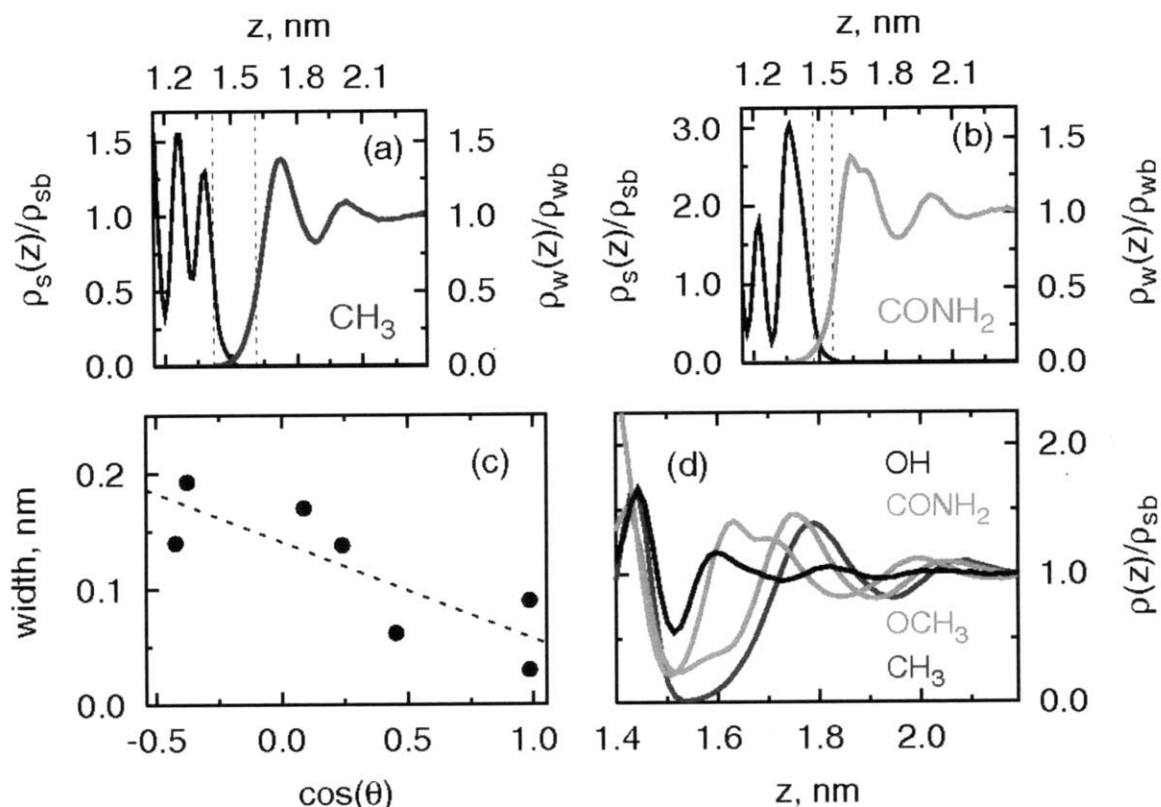 z, nm
1.2 1.5 1.8 2.1
(a)
1.5
1.0
0.5
0.0
ρs(z)/ρsb
1.5
1.0
0.5
0.0
ρw(z)/ρwb
CH3
z, nm
1.2 1.5 1.8 2.1
(b)
3.0
2.0
1.0
0.0
ρs(z)/ρsb
1.5
1.0
0.5
0.0
ρw(z)/ρwb
CONH2
(c)
0.2
0.1
0.0
width, nm
-0.5 0.0 0.5 1.0
cos(θ)
(d)
OH
CONH2
OCH3
CH3
2.0
1.0
0.0
ρ(z)/ρsb
1.4 1.6 1.8 2.0
z, nm